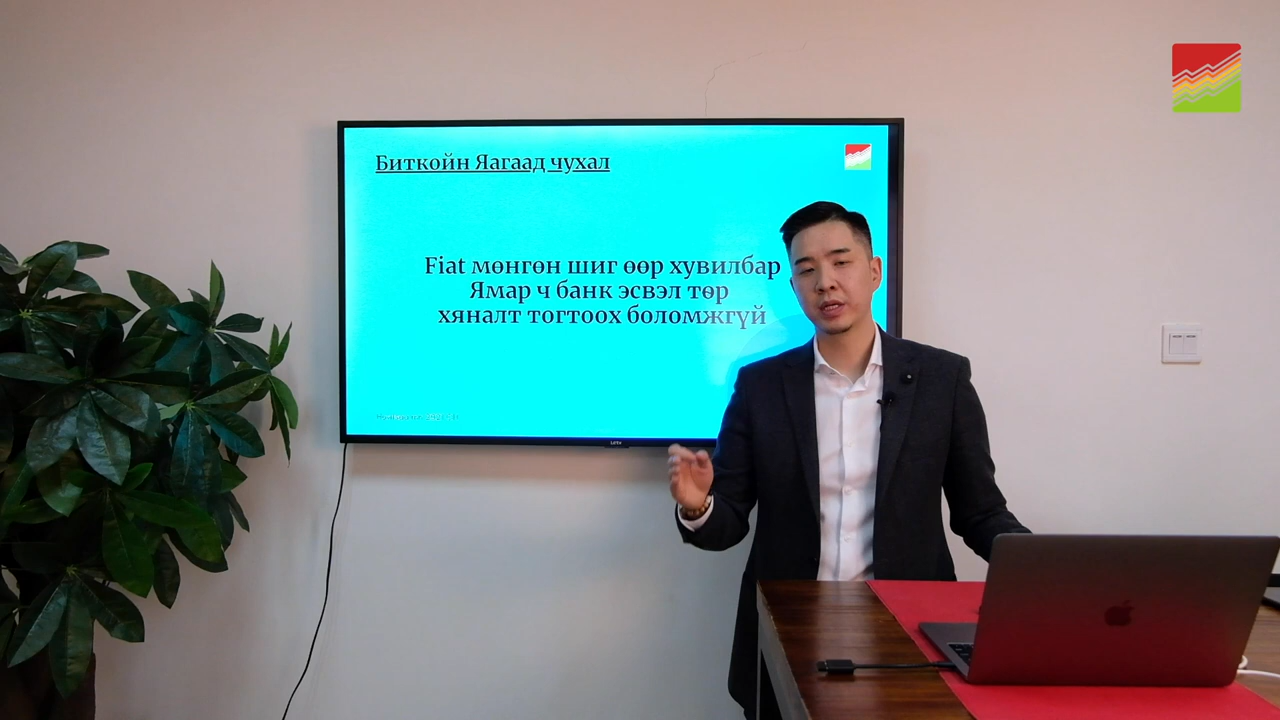 Биткойн Яагаад чухал
Fiat мөнгөн шиг өөр хувилбар
Ямар ч банк эсвэл төр
хяналт тогтоох боломжгүй